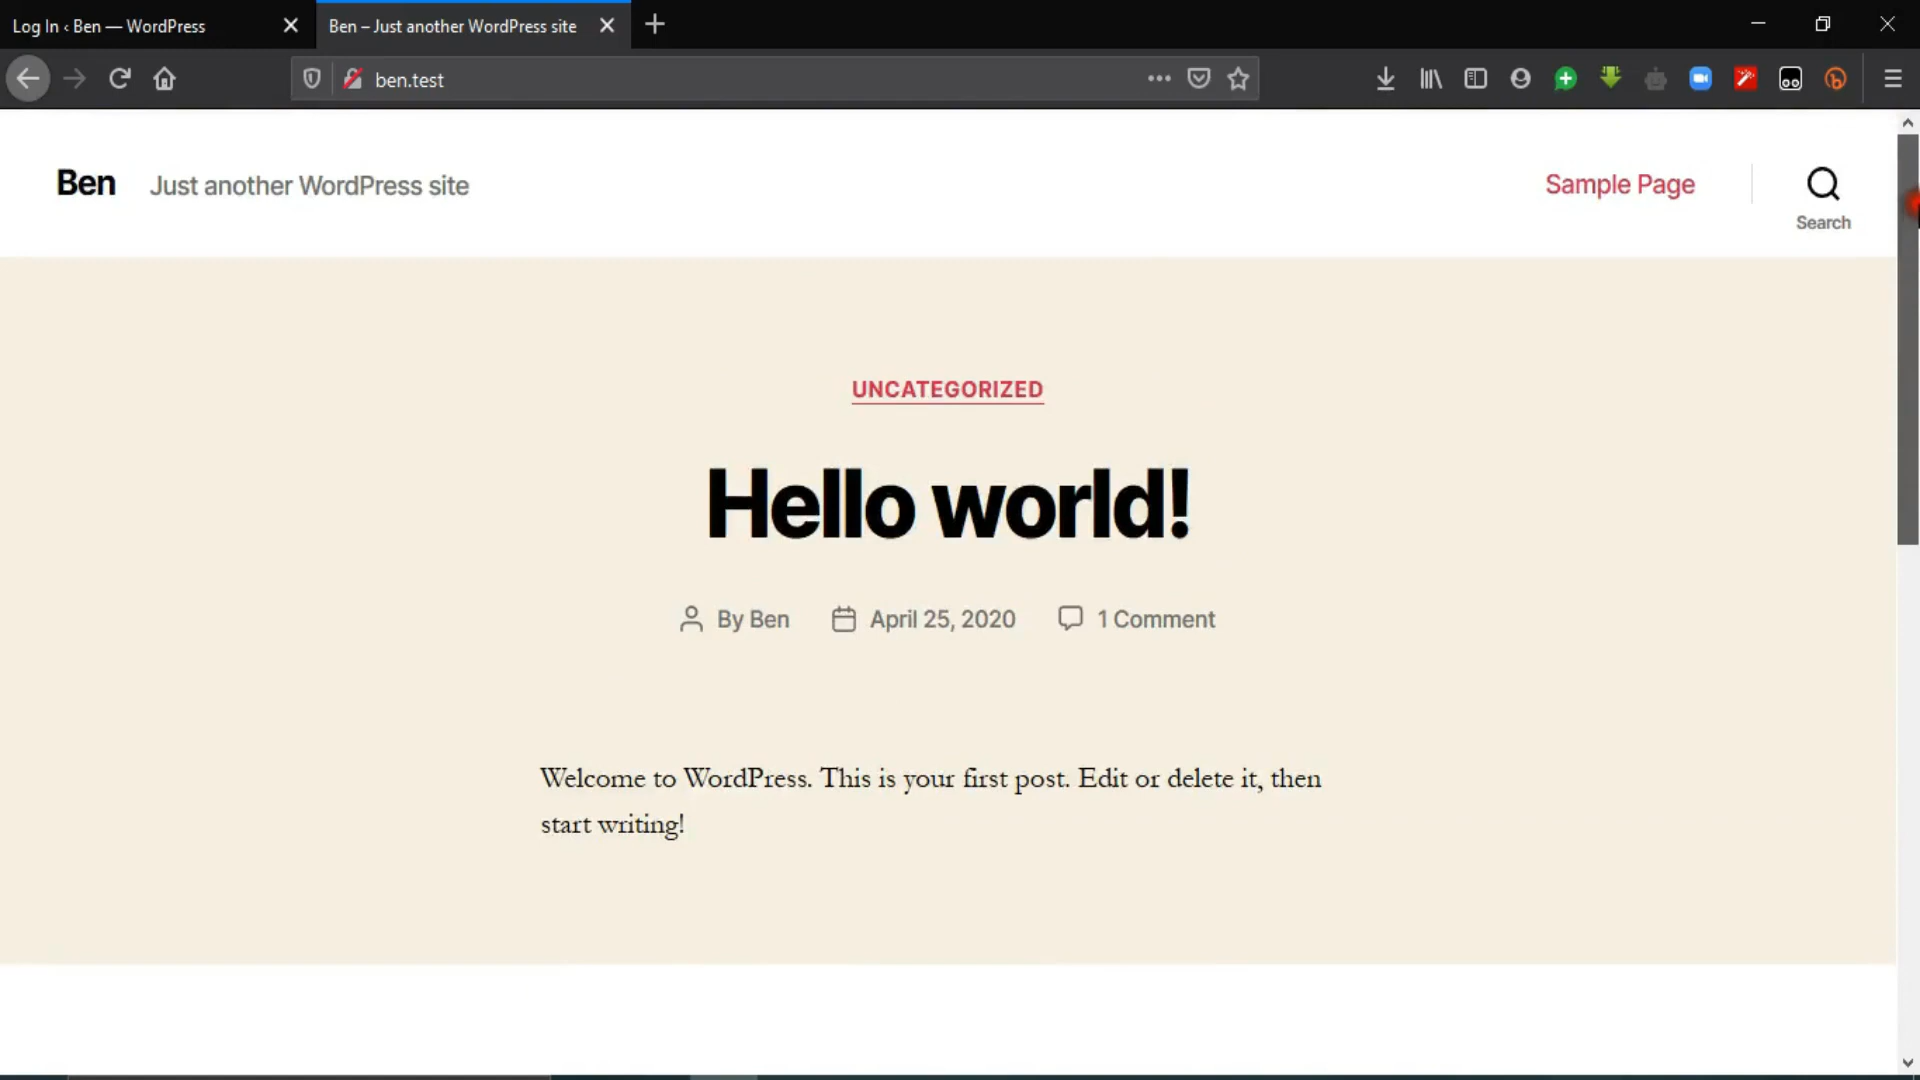 Log In ‹ Ben — WordPress
Ben – Just another WordPress site
ben.test
Ben
Just another WordPress site
Sample Page
Search
UNCATEGORIZED
Hello world!
By Ben
April 25, 2020
1 Comment
Welcome to WordPress. This is your first post. Edit or delete it, then
start writing!